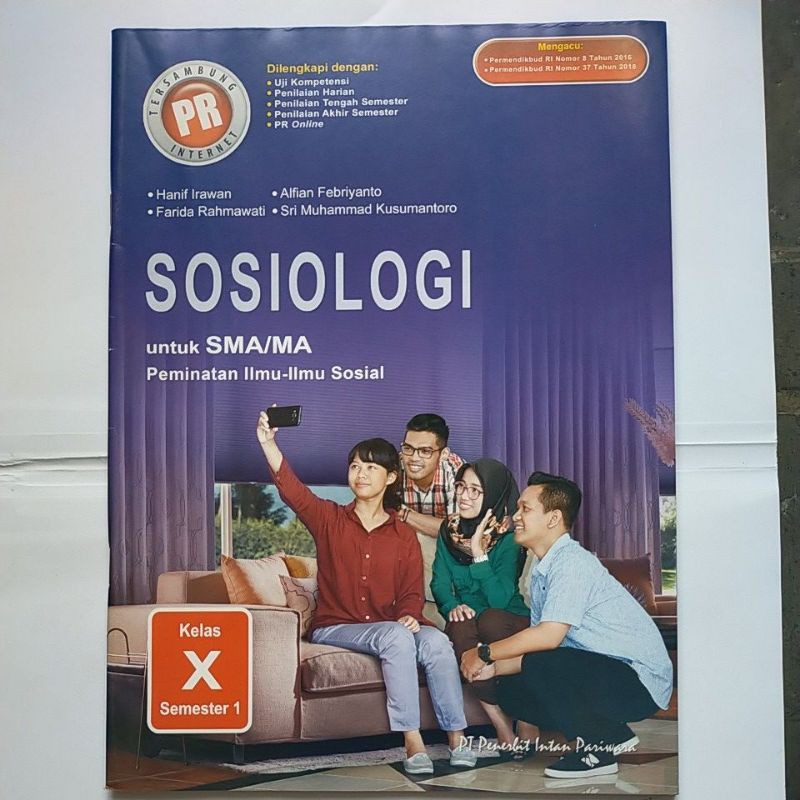 TERSAMBUNG
PR
INTERNET
Dilengkapi dengan:
• Uji Kompetensi
• Penilaian Harian
• Penilaian Tengah Semester
• Penilaian Akhir Semester
• PR Online
Mengacu:
• Permendikbud RI Nomor 8 Tahun 2016
• Permendikbud RI Nomor 37 Tahun 2018
• Hanif Irawan • Alfian Febriyanto
• Farida Rahmawati • Sri Muhammad Kusumantoro
SOSIOLOGI
untuk SMA/MA
Peminatan Ilmu-Ilmu Sosial
Kelas
X
Semester 1
PT Penerbit Intan Pariwara